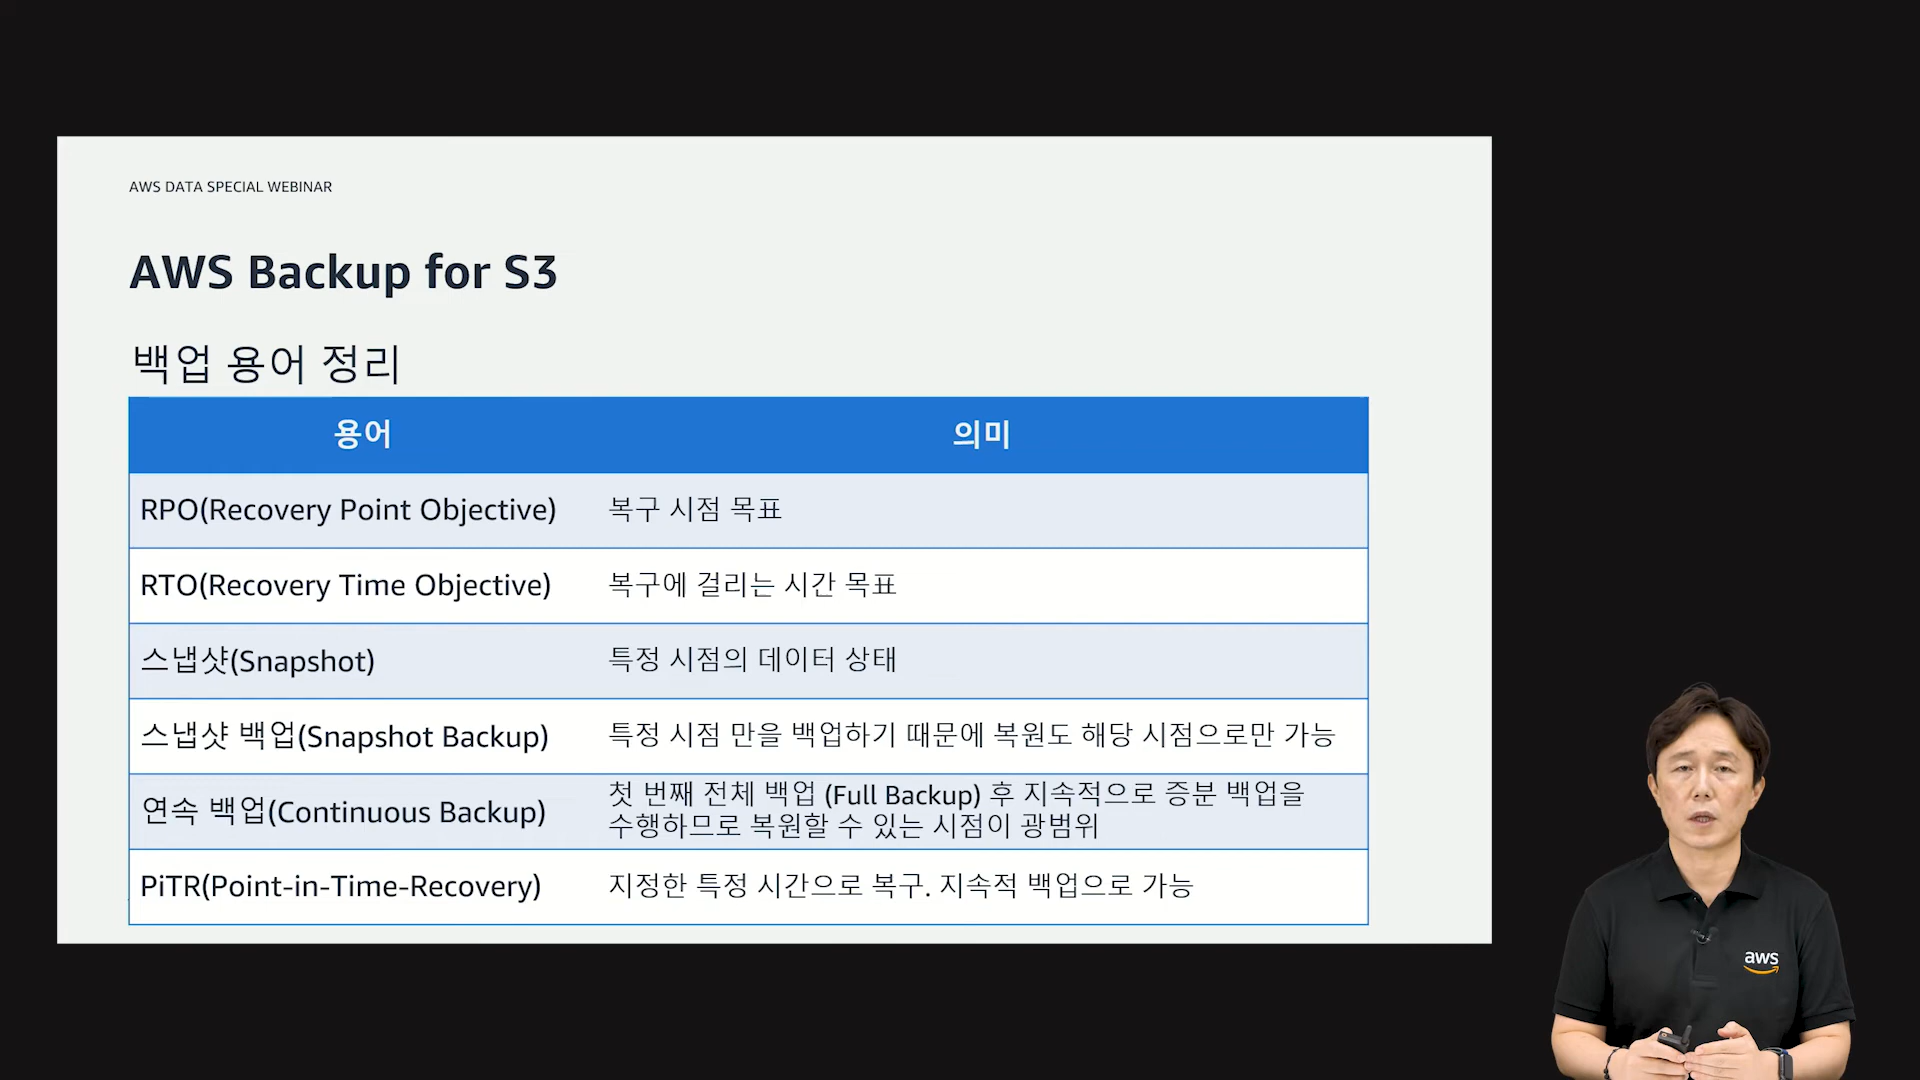 AWS DATA SPECIAL WEBINAR
AWS Backup for S3
백업 용어 정리
용어 의미
RPO(Recovery Point Objective) 복구 시점 목표
RTO(Recovery Time Objective) 복구에 걸리는 시간 목표
스냅샷(Snapshot) 특정 시점의 데이터 상태
스냅샷 백업(Snapshot Backup) 특정 시점 만을 백업하기 때문에 복원도 해당 시점으로만 가능
연속 백업(Continuous Backup) 첫 번째 전체 백업 (Full Backup) 후 지속적으로 증분 백업을
수행하므로 복원할 수 있는 시점이 광범위
PiTR(Point-in-Time-Recovery) 지정한 특정 시간으로 복구. 지속적 백업으로 가능
aws